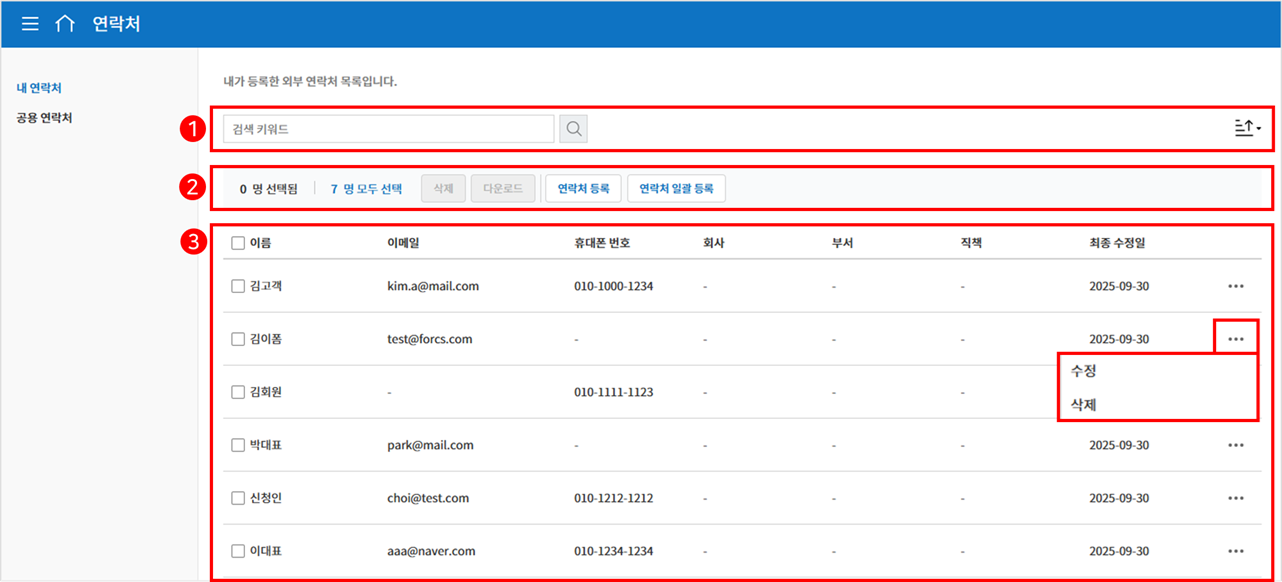 연락처
내 연락처
공용 연락처
내가 등록한 외부 연락처 목록입니다.
1
검색 키워드
2
0 명 선택됨 7 명 모두 선택 삭제 다운로드 연락처 등록 연락처 일괄 등록
3
이름 이메일 휴대폰 번호 회사 부서 직책 최종 수정일
김고객 kim.a@mail.com 010-1000-1234 - - - 2025-09-30 •••
김이폼 test@forcs.com - - - - 2025-09-30 •••
수정
김회원 - 010-1111-1123 - - -
삭제
박대표 park@mail.com - - - - 2025-09-30 •••
신청인 choi@test.com 010-1212-1212 - - - 2025-09-30 •••
이대표 aaa@naver.com 010-1234-1234 - - - 2025-09-30 •••